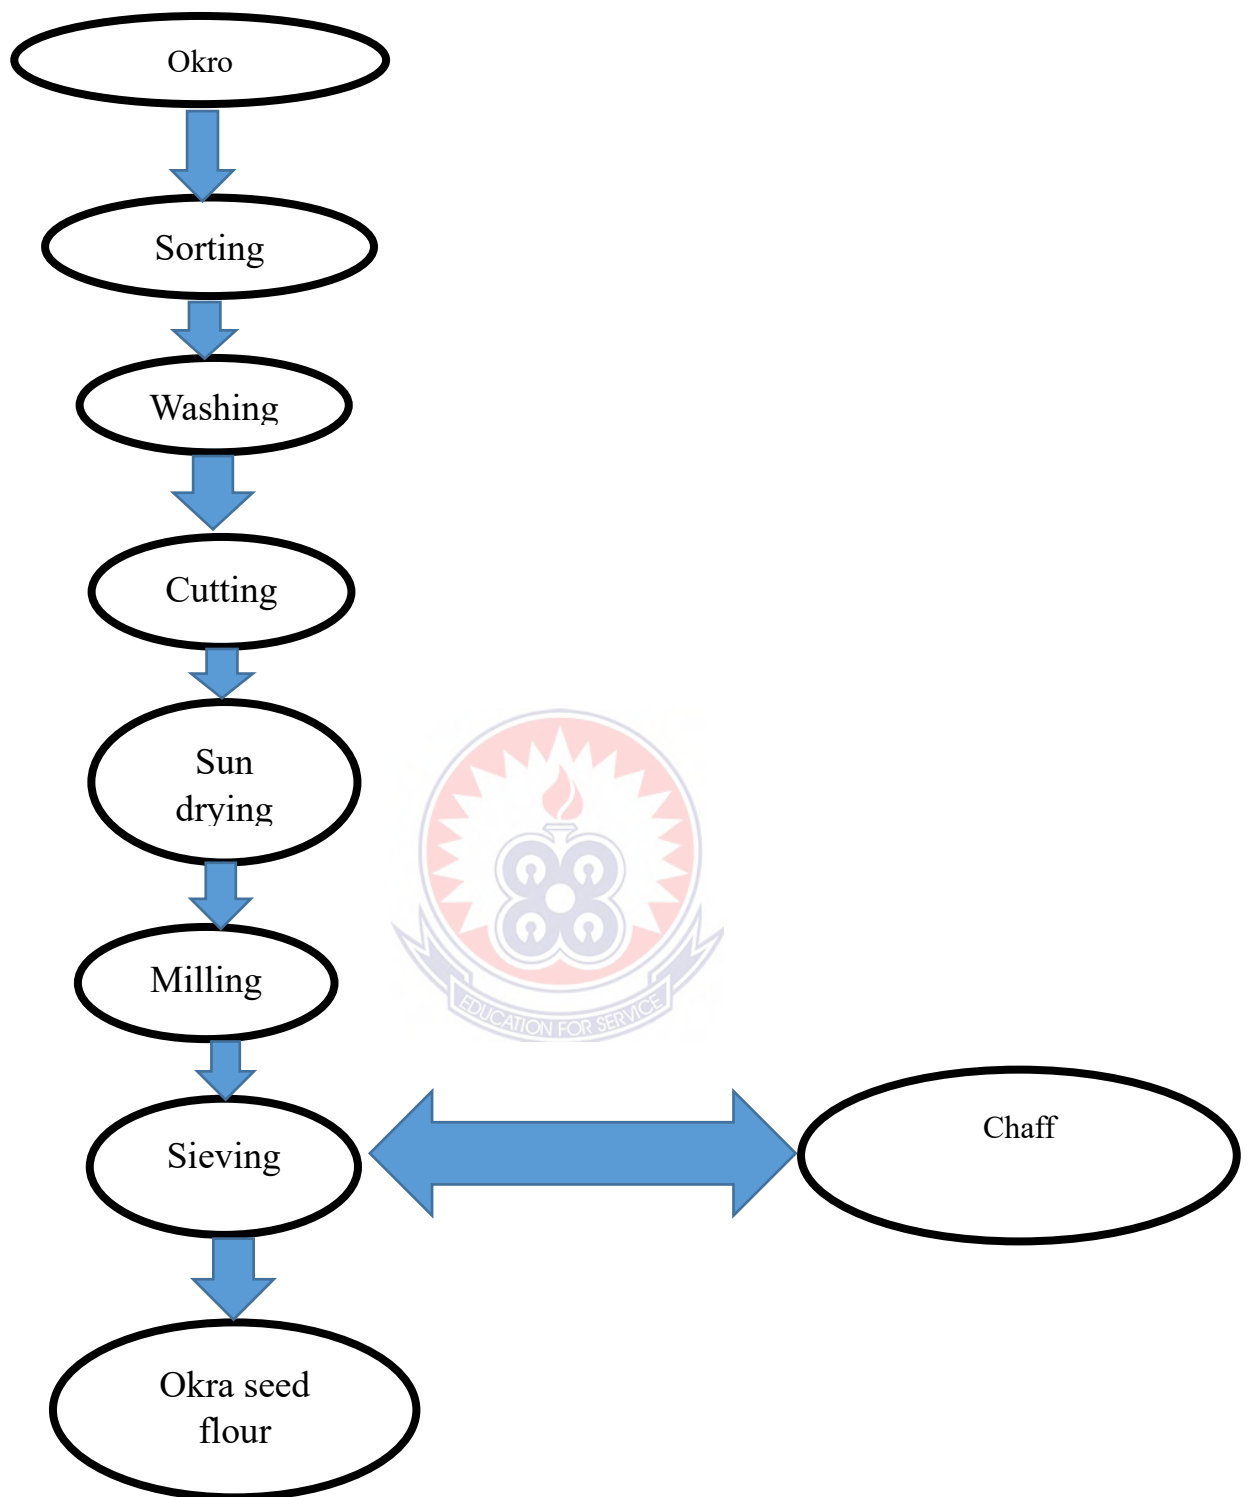 Okro
Sorting
Washing
Cutting
Sun
drying
EDUCATION FOR SERVICE
Milling
Sieving
Chaff
Okra seed
flour